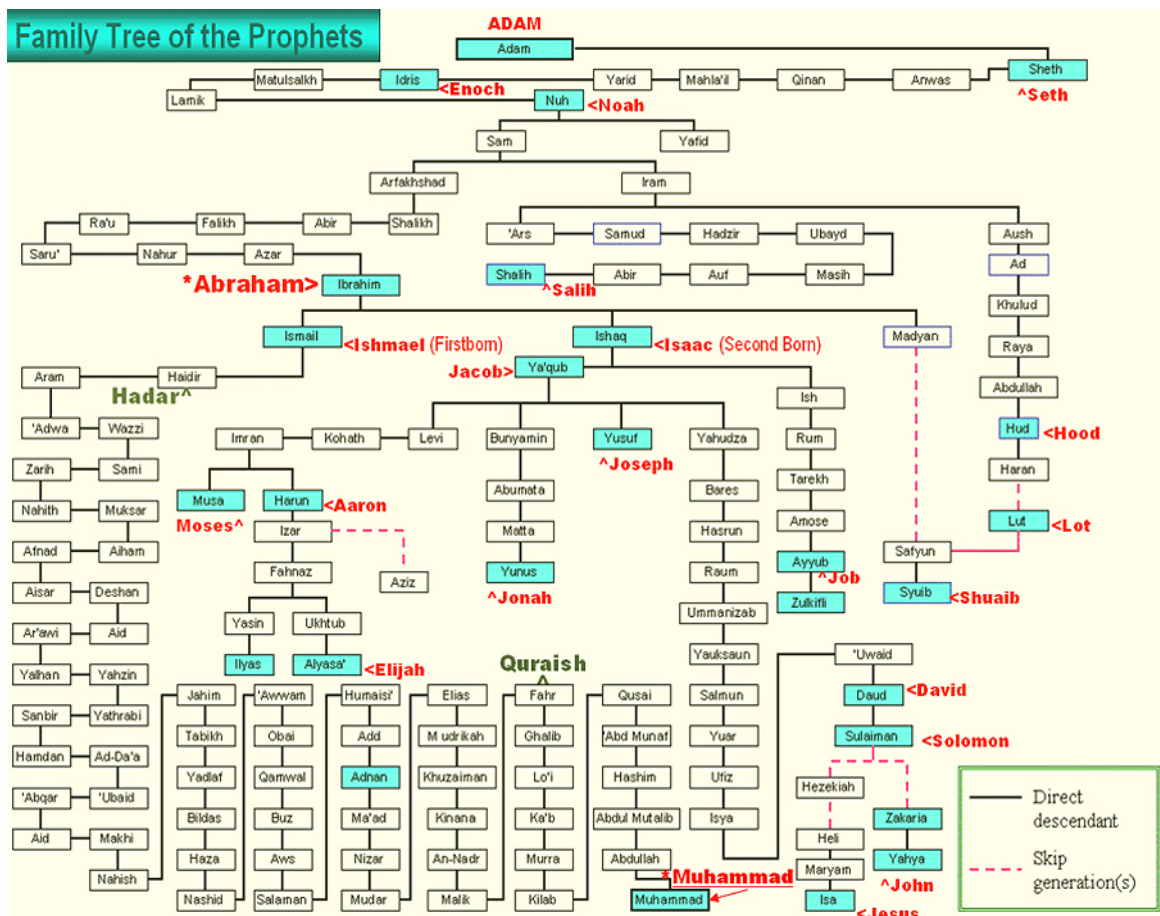 Family Tree of the Prophets
ADAM
Adam
Sheth
^Seth
Anwas
Qinan
Mahla'il
Yarid
Idris
<Enoch
Matulsalkh
Lamik
Nuh
<Noah
Sam
Yafid
Arfakhshad
Iram
Shalikh
Abir
Falikh
Ra'u
Saru'
Nahur
Azar
*Abraham>
Ibrahim
'Ars
Samud
Hadzir
Ubayd
Masih
Auf
Abir
Shalih
^Salih
Aush
Ad
Khulud
Raya
Abdullah
Hud
<Hood
Haran
Lut
<Lot
Ismail
<Ishmael (Firstborn)
Ishaq
<Isaac (Second Born)
Madyan
Safyun
Syuib
<Shuaib
Jacob>
Ya'qub
Ish
Rum
Tarekh
Amose
Ayyub
^Job
Zulkifli
Haidir
Hadar^
Aram
'Adwa
Wazzi
Sami
Zarih
Nahith
Muksar
Aiham
Afnad
Aisar
Deshan
Aid
Ar'awi
Yalhan
Yahzin
Yathrabi
Sanbir
Hamdan
Ad-Da'a
'Ubaid
'Abqar
Aid
Makhi
Nahish
Levi
Kohath
Imran
Musa
Moses^
Harun
<Aaron
Izar
Aziz
Fahnaz
Yasin
Ukhtub
Ilyas
Alyasa'
<Elijah
Bunyamin
Abumata
Matta
Yunus
^Jonah
Yusuf
^Joseph
Yahudza
Bares
Hasrun
Raum
Ummanizab
Yauksaun
Salmun
Yuar
Ufiz
Isya
'Uwaid
Daud
<David
Sulaiman
<Solomon
Hezekiah
Heli
Maryam
Isa
<Jesus
Zakaria
Yahya
^John
Jahim
Tabikh
Yadlaf
Bildas
Haza
Nashid
'Awwam
Obai
Qamwal
Buz
Aws
Salaman
Humaisi'
Add
Adnan
Ma'ad
Nizar
Mudar
Elias
Mudrikah
Khuzaiman
Kinana
An-Nadr
Malik
Quraish
^
Fahr
Ghalib
Lo'i
Ka'b
Murra
Kilab
Qusai
'Abd Munaf
Hashim
Abdul Mutalib
Abdullah
*Muhammad
Muhammad
Direct
descendant
Skip
generation(s)